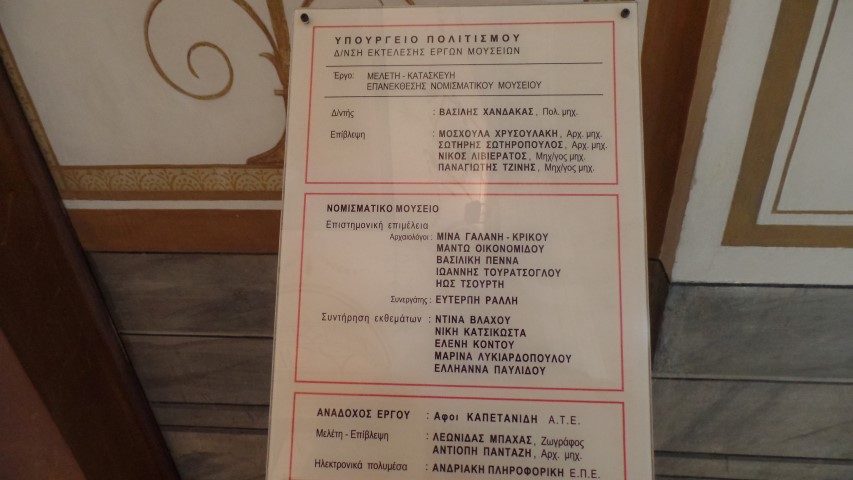 ΥΠΟΥΡΓΕΙΟ ΠΟΛΙΤΙΣΜΟΥ
Δ/ΝΣΗ ΕΚΤΕΛΕΣΗΣ ΕΡΓΩΝ ΜΟΥΣΕΙΩΝ
Έργο: ΜΕΛΕΤΗ - ΚΑΤΑΣΚΕΥΗ
ΕΠΑΝΕΚΘΕΣΗΣ ΝΟΜΙΣΜΑΤΙΚΟΥ ΜΟΥΣΕΙΟΥ
Δ/ντής : ΒΑΣΙΛΗΣ ΧΑΝΔΑΚΑΣ, Πολ. μηχ.
Επίβλεψη : ΜΟΣΧΟΥΛΑ ΧΡΥΣΟΥΛΑΚΗ, Αρχ. μηχ.
ΣΩΤΗΡΗΣ ΣΩΤΗΡΟΠΟΥΛΟΣ, Αρχ. μηχ.
ΝΙΚΟΣ ΛΙΒΙΕΡΑΤΟΣ, Μηχ/γος μηχ.
ΠΑΝΑΓΙΩΤΗΣ ΤΖΙΝΗΣ, Μηχ/γος μηχ.
ΝΟΜΙΣΜΑΤΙΚΟ ΜΟΥΣΕΙΟ
Επιστημονική επιμέλεια
Αρχαιολόγοι : ΜΙΝΑ ΓΑΛΑΝΗ - ΚΡΙΚΟΥ
ΜΑΝΤΩ ΟΙΚΟΝΟΜΙΔΟΥ
ΒΑΣΙΛΙΚΗ ΠΕΝΝΑ
ΙΩΑΝΝΗΣ ΤΟΥΡΑΤΣΟΓΛΟΥ
ΗΩΣ ΤΣΟΥΡΤΗ
Συνεργάτης : ΕΥΤΕΡΠΗ ΡΑΛΛΗ
Συντήρηση εκθεμάτων : ΝΤΙΝΑ ΒΛΑΧΟΥ
ΝΙΚΗ ΚΑΤΣΙΚΩΣΤΑ
ΕΛΕΝΗ ΚΟΝΤΟΥ
ΜΑΡΙΝΑ ΛΥΚΙΑΡΔΟΠΟΥΛΟΥ
ΕΛΛΗΑΝΝΑ ΠΑΥΛΙΔΟΥ
ΑΝΑΔΟΧΟΣ ΕΡΓΟΥ : Αφοι ΚΑΠΕΤΑΝΙΔΗ Α.Τ.Ε.
Μελέτη - Επίβλεψη : ΛΕΩΝΙΔΑΣ ΜΠΑΧΑΣ, Ζωγράφος
ΑΝΤΙΟΠΗ ΠΑΝΤΑΖΗ, Αρχ. μηχ.
Ηλεκτρονικά πολυμέσα : ΑΝΔΡΙΑΚΗ ΠΛΗΡΟΦΟΡΙΚΗ Ε.Π.Ε.